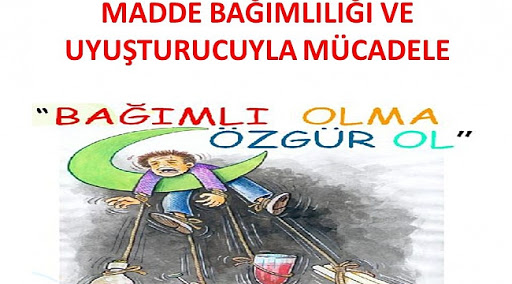 MADDE BAĞIMLILIĞI VE
UYUŞTURUCUYLA MÜCADELE
“BAĞIMLI OLMA
ÖZGÜR OL”